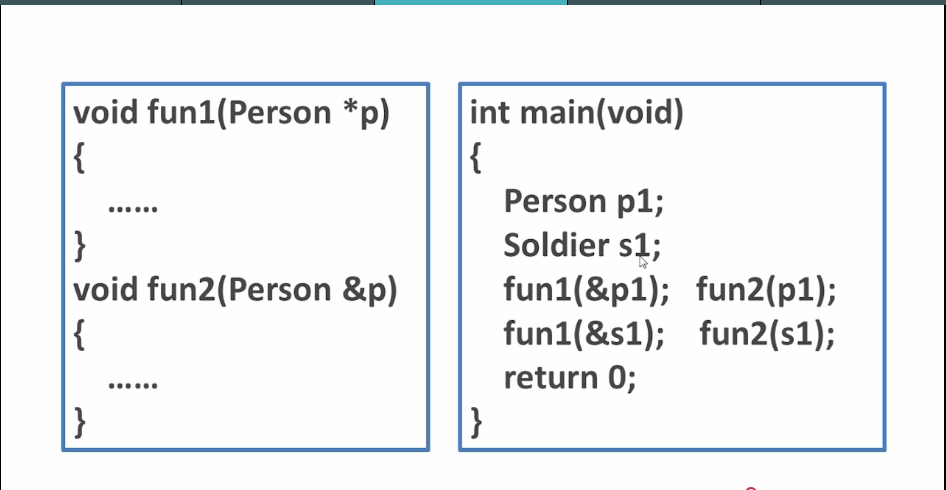 void fun1(Person *p)
{
……
}
void fun2(Person &p)
{
……
}
int main(void)
{
Person p1;
Soldier s1;
fun1(&p1); fun2(p1);
fun1(&s1); fun2(s1);
return 0;
}